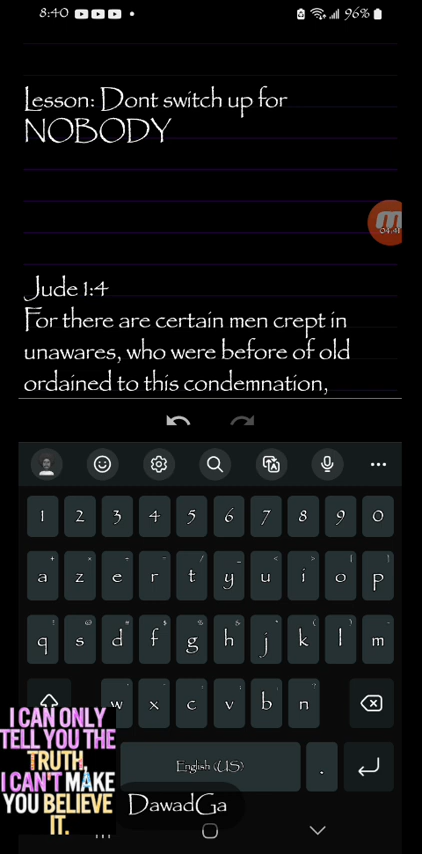 8:40
96%
Lesson: Dont switch up for
NOBODY
04:41
Jude 1:4
For there are certain men crept in
unawares, who were before of old
ordained to this condemnation,
1 2 3 4 5 6 7 8 9 0
a z e r t y u i o p
q s d f g h j k l m
w x c v b n
English (US) .
I CAN ONLY
TELL YOU THE
TRUTH,
I CAN'T MAKE
YOU BELIEVE
IT.
DawadGa